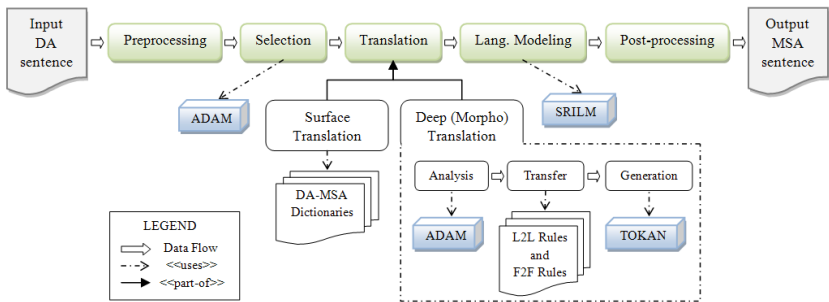 Input
DA
sentence
Preprocessing
Selection
Translation
Lang. Modeling
Post-processing
Output
MSA
sentence
ADAM
SRILM
Surface
Translation
Deep (Morpho)
Translation
DA-MSA
Dictionaries
Analysis
Transfer
Generation
ADAM
L2L Rules
and
F2F Rules
TOKAN
LEGEND
Data Flow
<<uses>>
<<part-of>>